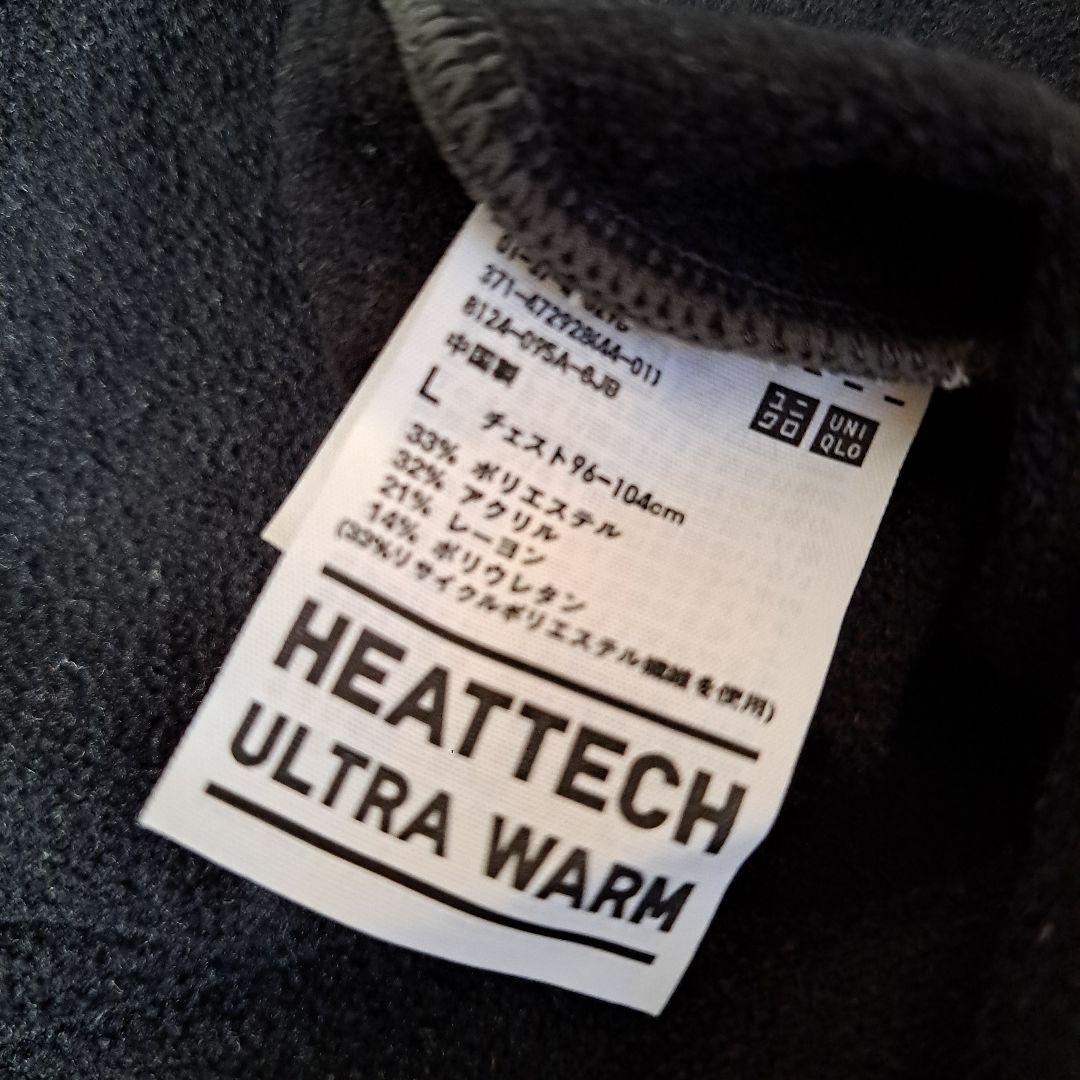 371-472928(44-01)
812A-095A-8JB
中国製
L チェスト96-104cm
33% ポリエステル
32% アクリル
21% レーヨン
14% ポリウレタン
(33%リサイクルポリエステル繊維を使用)
ユニ
クロ
UNI
QLO
HEATTECH
ULTRA WARM